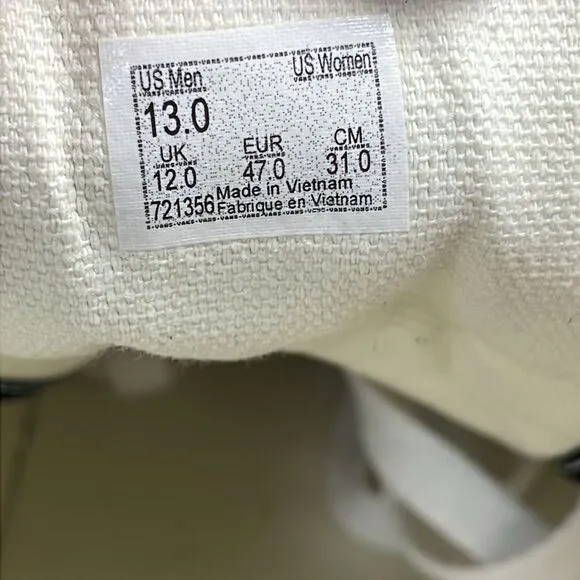 US Men US Women
13.0
UK EUR CM
12.0 47.0 31.0
Made in Vietnam
721356 Fabrique en Vietnam